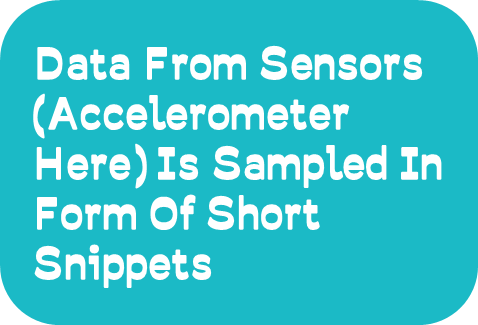 Data From Sensors
(Accelerometer
Here) Is Sampled In
Form Of Short
Snippets